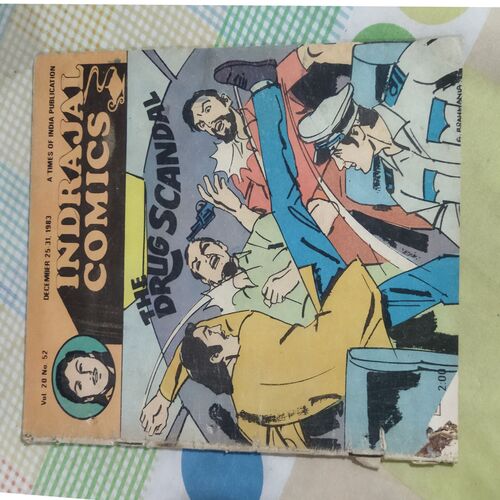 A TIMES OF INDIA PUBLICATION
INDRAJAL
COMICS
DECEMBER 25-31, 1983
Vol. 20 No. 52
THE
DRUG SCANDAL
2.00